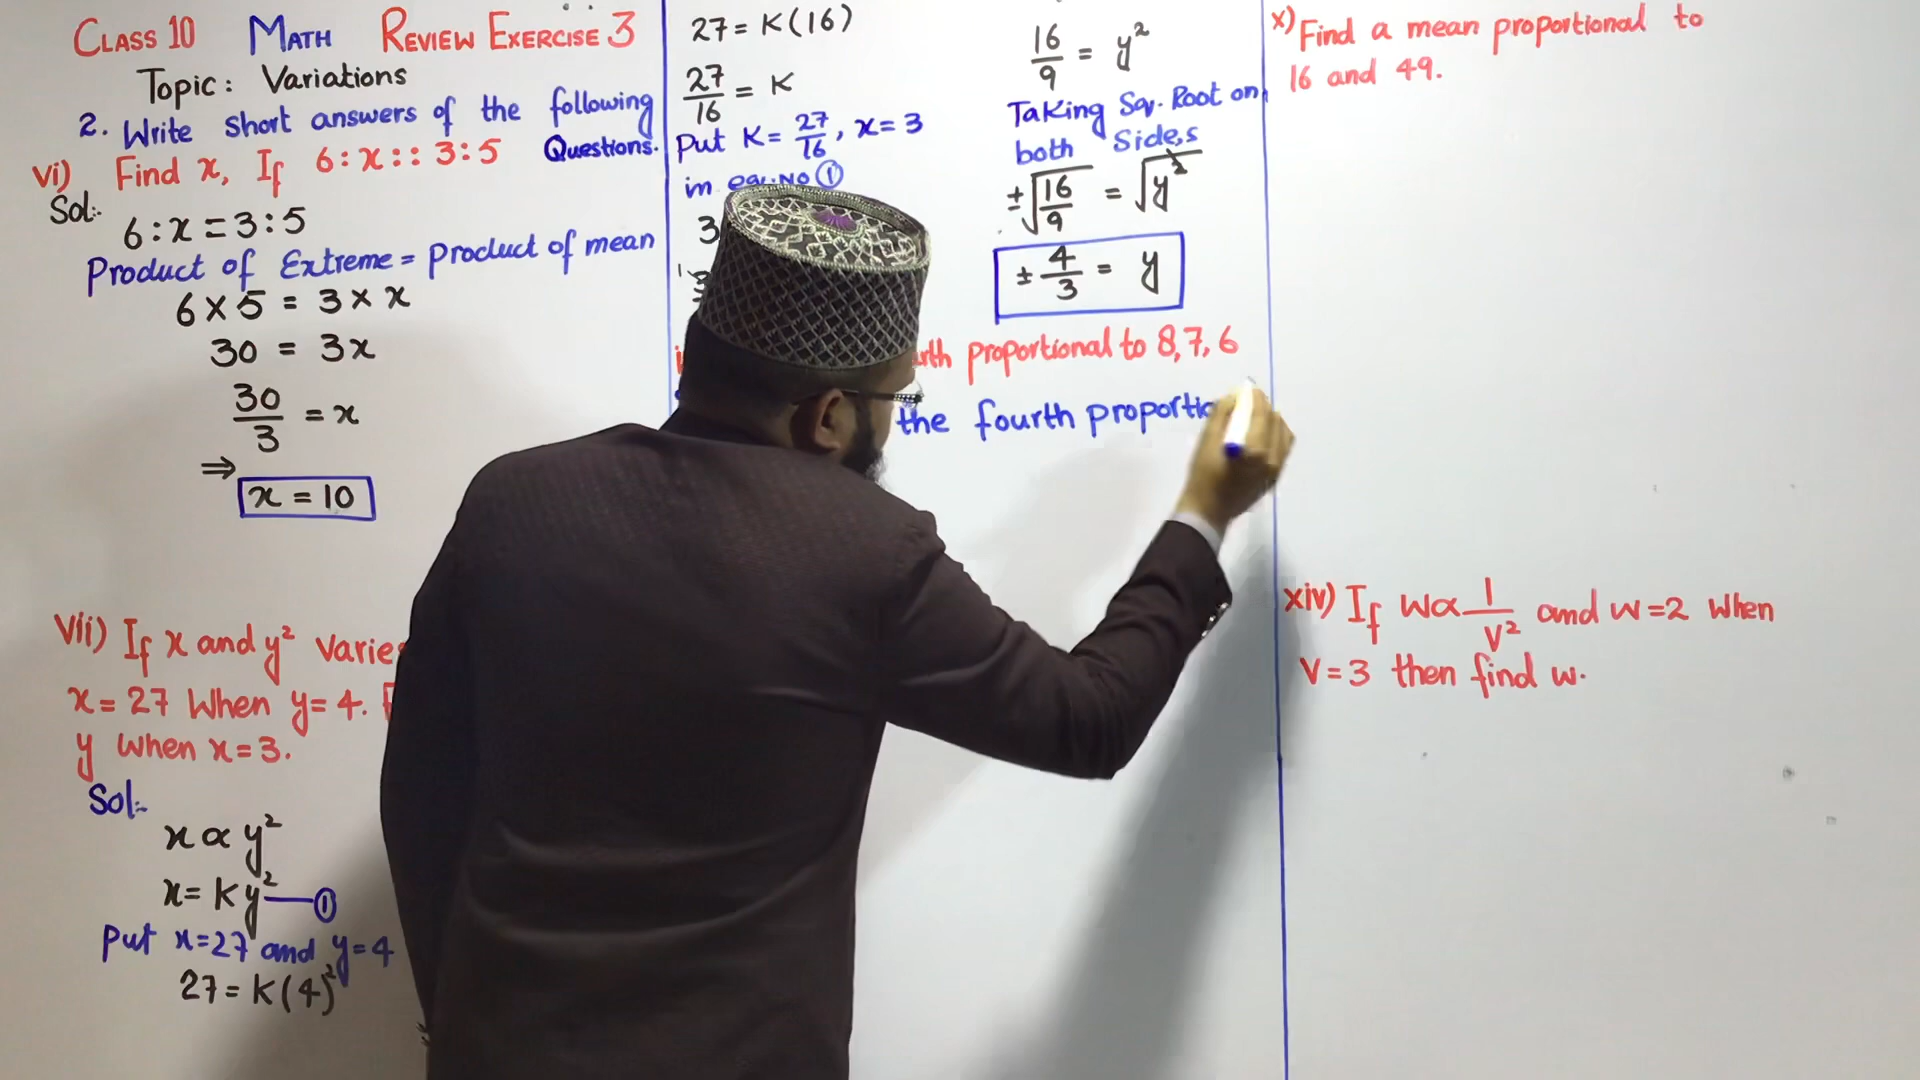 CLASS 10 MATH REVIEW EXERCISE 3
Topic: Variations
2. Write short answers of the following Questions.
vi) Find x, If 6:x::3:5
Sol:-
6:x=3:5
Product of Extreme = product of mean
6×5 = 3×x
30 = 3x
30/3 = x
⇒ x = 10
vii) If x and y² varies
x=27 When y=4.
y when x=3.
Sol:-
x ∝ y²
x = Ky² — ①
Put x=27 and y=4
27 = K(4)²
27 = K(16)
27/16 = K
Put K = 27/16, x=3
in eq. No ①
3
16/9 = y²
Taking Sq. Root on
both Sides
±√16/9 = √y²
±4/3 = y
proportional to 8,7,6
the fourth
x) Find a mean proportional to
16 and 49.
xiv) If W∝1/V² and w=2 when
V=3 then find w.